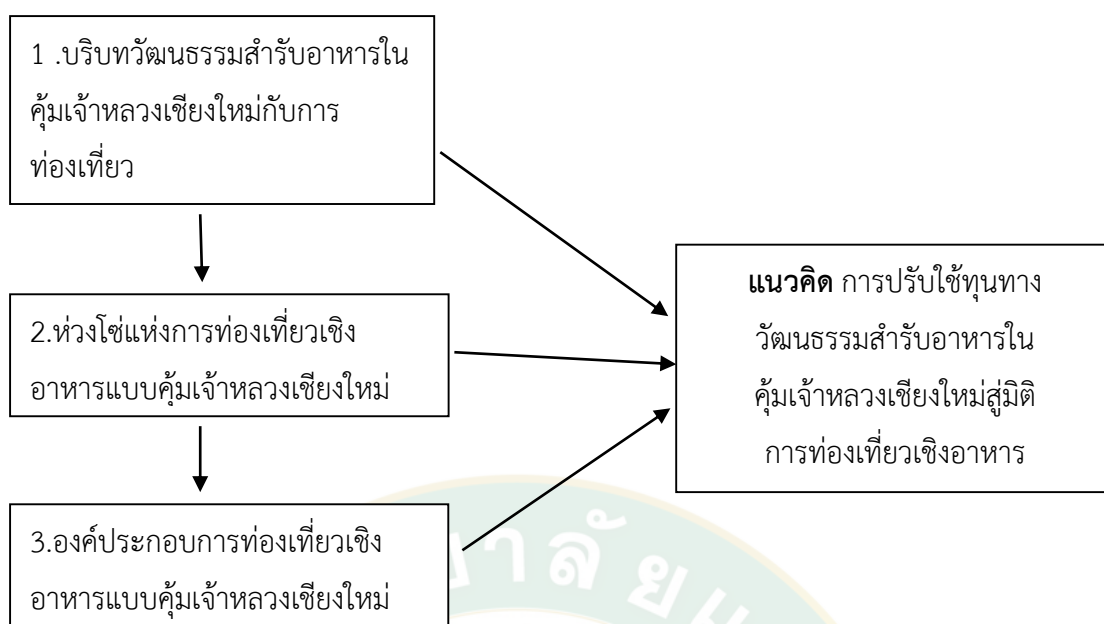 1 .บริบทวัฒนธรรมสำรับอาหารใน
คุ้มเจ้าหลวงเชียงใหม่กับการ
ท่องเที่ยว
2.ห่วงโซ่แห่งการท่องเที่ยวเชิง
อาหารแบบคุ้มเจ้าหลวงเชียงใหม่
3.องค์ประกอบการท่องเที่ยวเชิง
อาหารแบบคุ้มเจ้าหลวงเชียงใหม่
แนวคิด การปรับใช้ทุนทาง
วัฒนธรรมสำรับอาหารใน
คุ้มเจ้าหลวงเชียงใหม่สู่มิติ
การท่องเที่ยวเชิงอาหาร